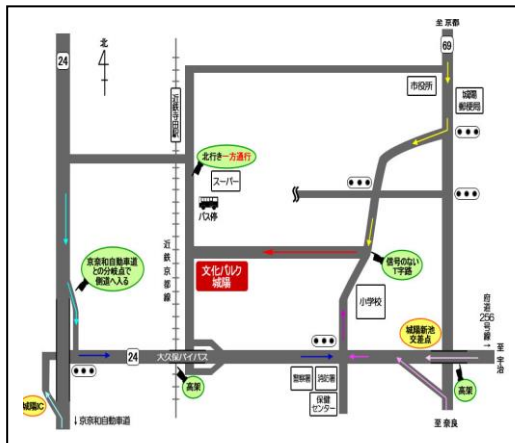 至京都
24
北
69
近鉄寺田駅
市役所
城陽
郵便局
北行き一方通行
スーパー
バス停
京奈和自動車道
との分岐点で
側道へ入る
近鉄京都線
文化パルク
城陽
信号のない
T字路
小学校
府道256号線→
至宇治
城陽新池
交差点
24
大久保バイパス
警察署
消防署
保健
センター
高架
高架
城陽IC
↓京奈和自動車道
至奈良